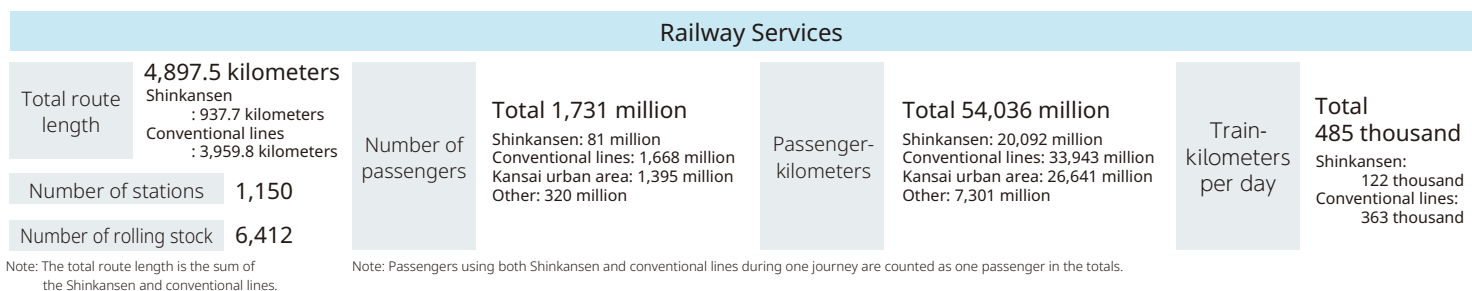 Railway Services
Total route
length
4,897.5 kilometers
Shinkansen
: 937.7 kilometers
Conventional lines
: 3,959.8 kilometers
Number of stations
1,150
Number of rolling stock
6,412
Note: The total route length is the sum of
the Shinkansen and conventional lines.
Number of
passengers
Total 1,731 million
Shinkansen: 81 million
Conventional lines: 1,668 million
Kansai urban area: 1,395 million
Other: 320 million
Passenger-
kilometers
Total 54,036 million
Shinkansen: 20,092 million
Conventional lines: 33,943 million
Kansai urban area: 26,641 million
Other: 7,301 million
Train-
kilometers
per day
Total
485 thousand
Shinkansen:
122 thousand
Conventional lines:
363 thousand
Note: Passengers using both Shinkansen and conventional lines during one journey are counted as one passenger in the totals.